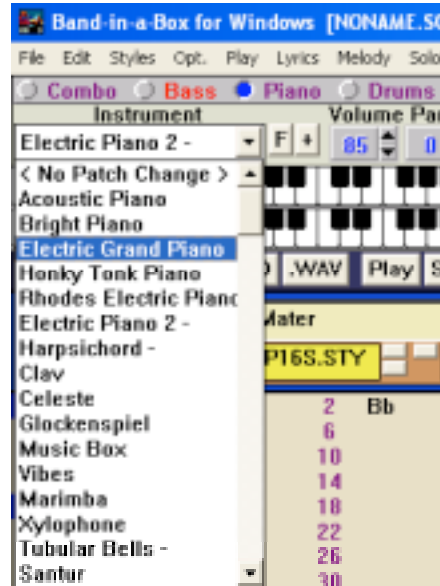 Band-in-a-Box for Windows [NONAME.S
File Edit Styles Opt. Play Lyrics Melody Solo
Combo Bass Piano Drums
Instrument Volume Pa
Electric Piano 2 - F + 85 0
< No Patch Change >
Acoustic Piano
Bright Piano
Electric Grand Piano
Honky Tonk Piano
.WAV Play S
Rhodes Electric Piano
Electric Piano 2 - Mater
Harpsichord - P16S.STY
Clav
Celeste 2 Bb
Glockenspiel 6
Music Box 10
Vibes 14
Marimba 18
Xylophone 22
Tubular Bells - 26
Santur 30